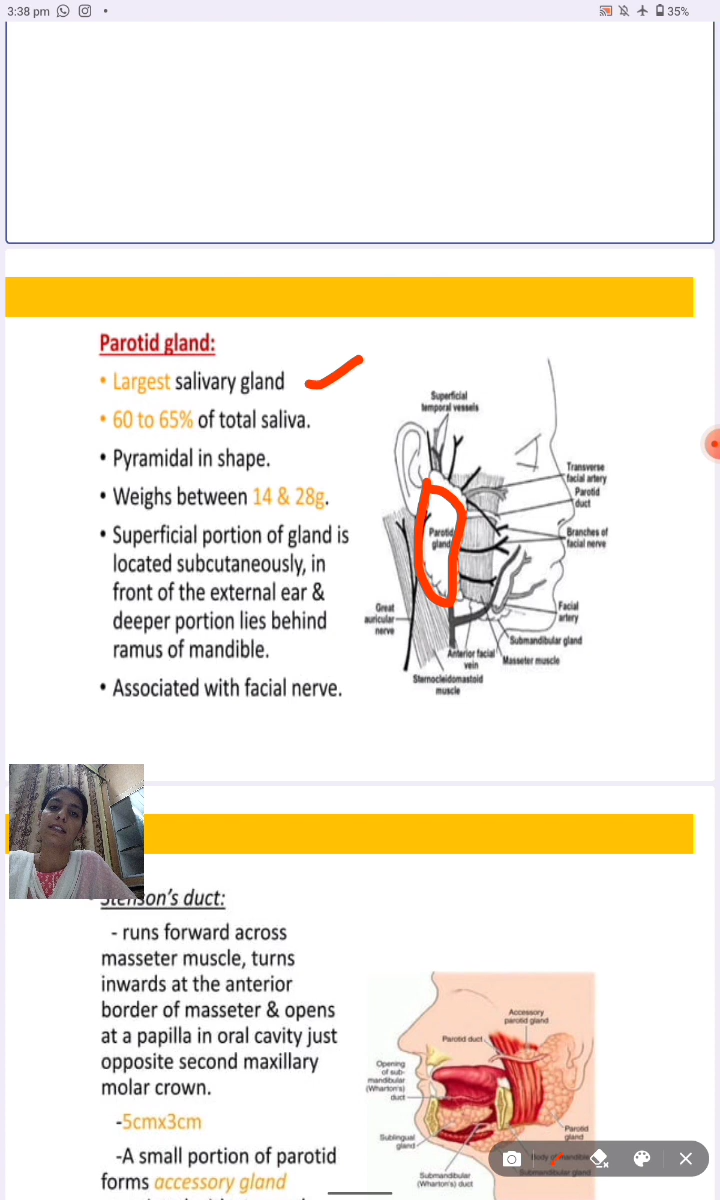 3:38 pm
35%
Parotid gland:
• Largest salivary gland
• 60 to 65% of total saliva.
• Pyramidal in shape.
• Weighs between 14 & 28g.
• Superficial portion of gland is
located subcutaneously, in
front of the external ear &
deeper portion lies behind
ramus of mandible.
• Associated with facial nerve.
Superficial
temporal vessels
Transverse
facial artery
Parotid
duct
Parotid
gland
Branches of
facial nerve
Great
auricular
nerve
Facial
artery
Submandibular gland
Anterior facial
vein
Masseter muscle
Sternocleidomastoid
muscle
Stenson's duct:
- runs forward across
masseter muscle, turns
inwards at the anterior
border of masseter & opens
at a papilla in oral cavity just
opposite second maxillary
molar crown.
-5cmx3cm
-A small portion of parotid
forms accessory gland
Accessory
parotid gland
Parotid duct
Opening
of sub-
mandibular
(Wharton's)
duct
Sublingual
gland
Parotid
gland
Body of mandible
Submandibular gland
Submandibular
(Wharton's) duct